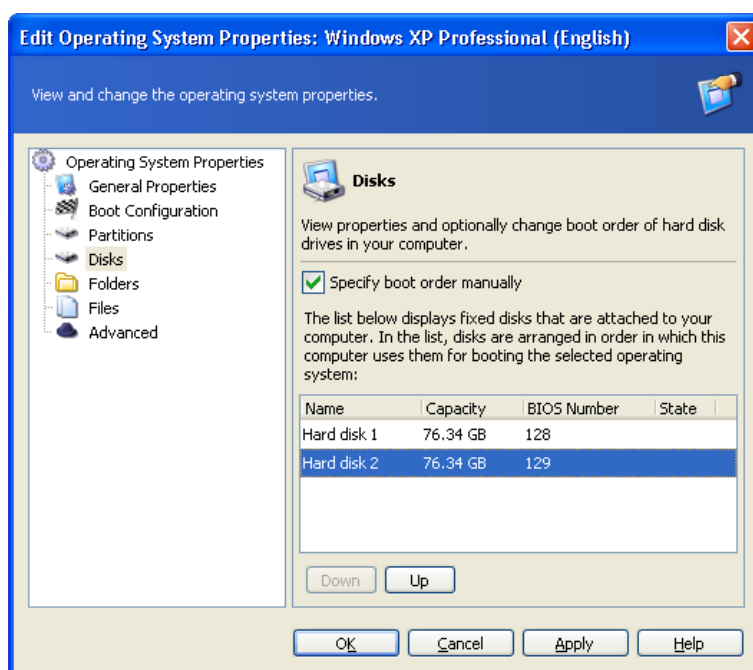 Edit Operating System Properties: Windows XP Professional (English)
View and change the operating system properties.
Operating System Properties
General Properties
Boot Configuration
Partitions
Disks
Folders
Files
Advanced
Disks
View properties and optionally change boot order of hard disk
drives in your computer.
Specify boot order manually
The list below displays fixed disks that are attached to your
computer. In the list, disks are arranged in order in which this
computer uses them for booting the selected operating
system:
Name Capacity BIOS Number State
Hard disk 1 76.34 GB 128
Hard disk 2 76.34 GB 129
Down Up
OK Cancel Apply Help